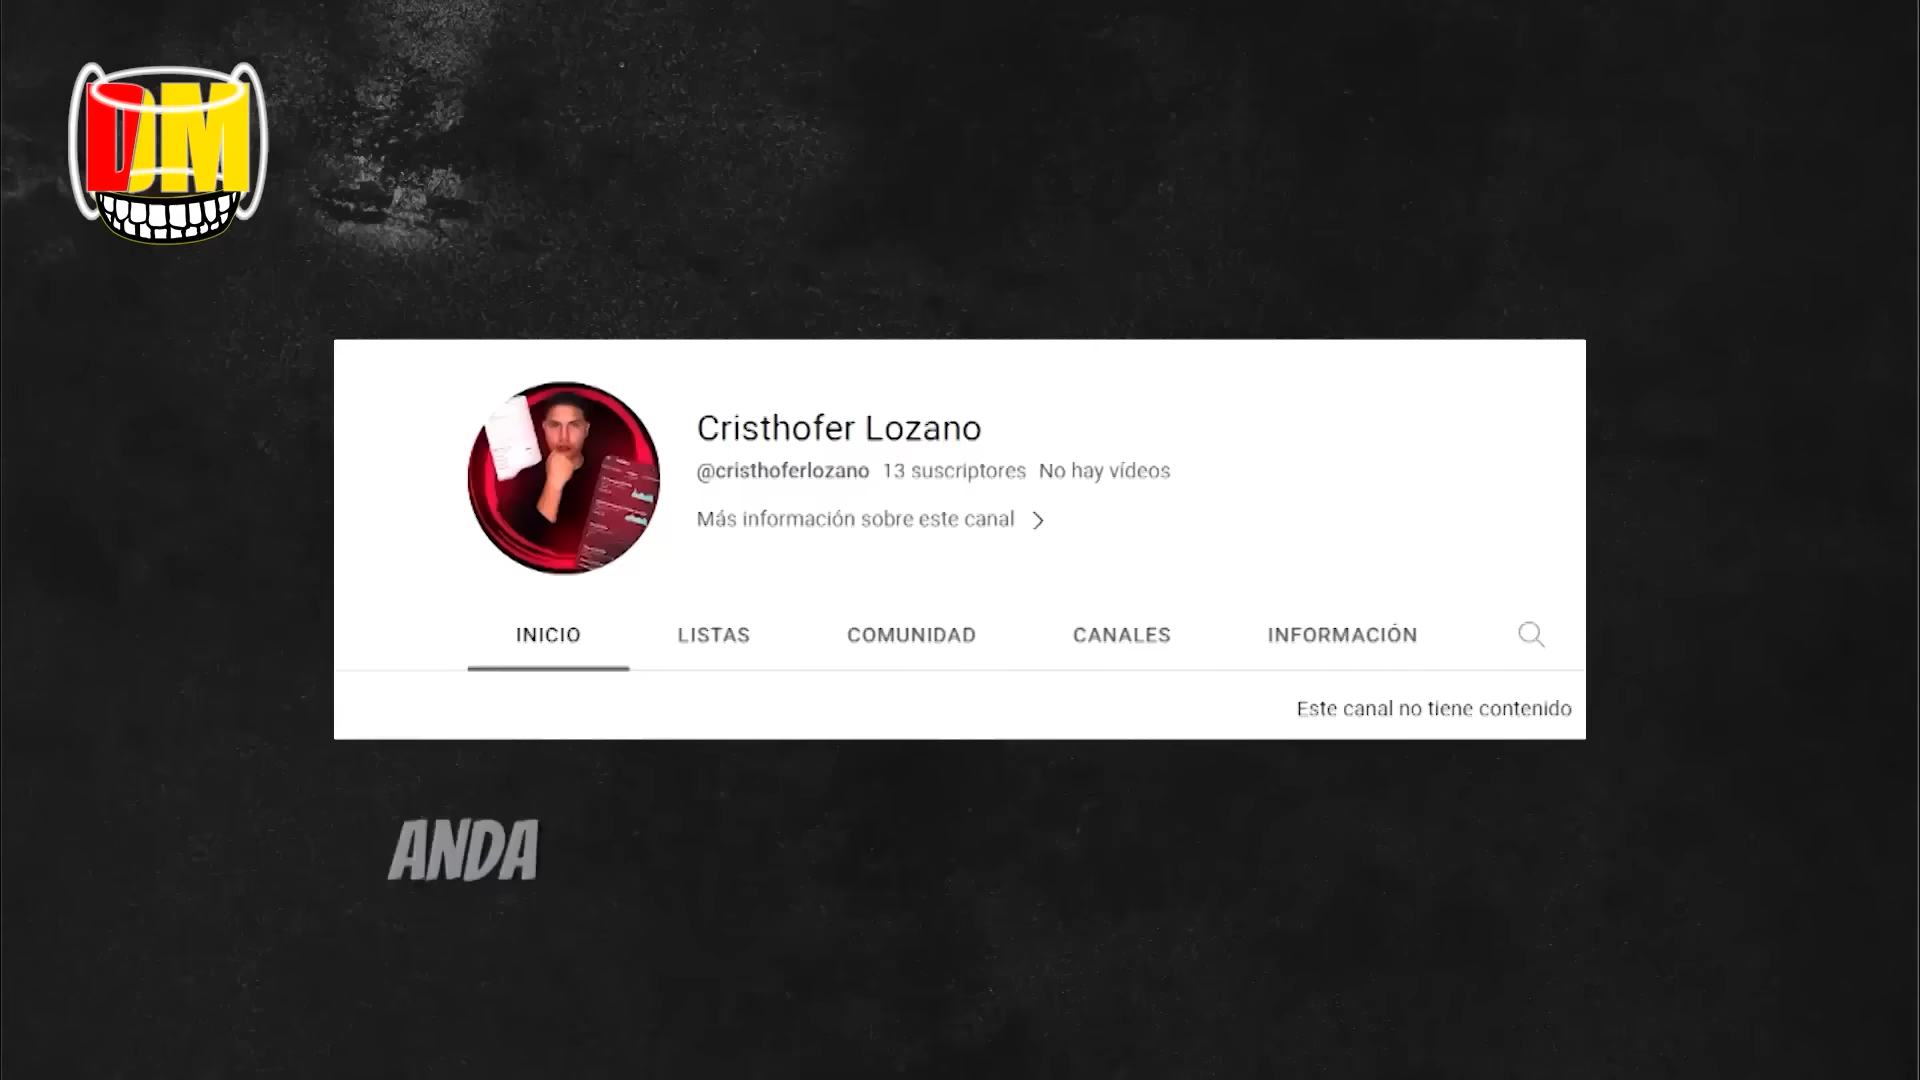 DM
Cristhofer Lozano
@cristhoferlozano 13 suscriptores No hay vídeos
Más información sobre este canal
INICIO LISTAS COMUNIDAD CANALES INFORMACIÓN
Este canal no tiene contenido
ANDA